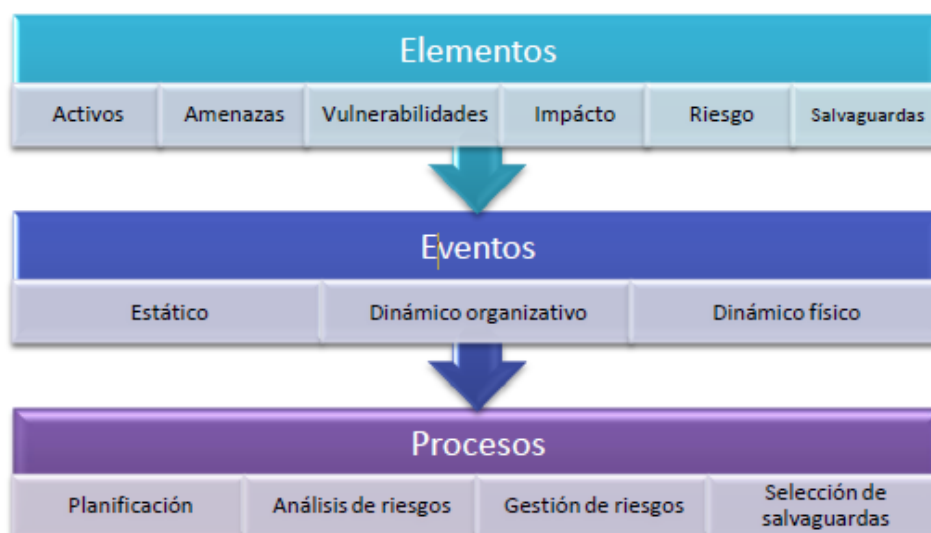 Elementos
Activos
Amenazas
Vulnerabilidades
Impácto
Riesgo
Salvaguardas
Eventos
Estático
Dinámico organizativo
Dinámico físico
Procesos
Planificación
Análisis de riesgos
Gestión de riesgos
Selección de
salvaguardas